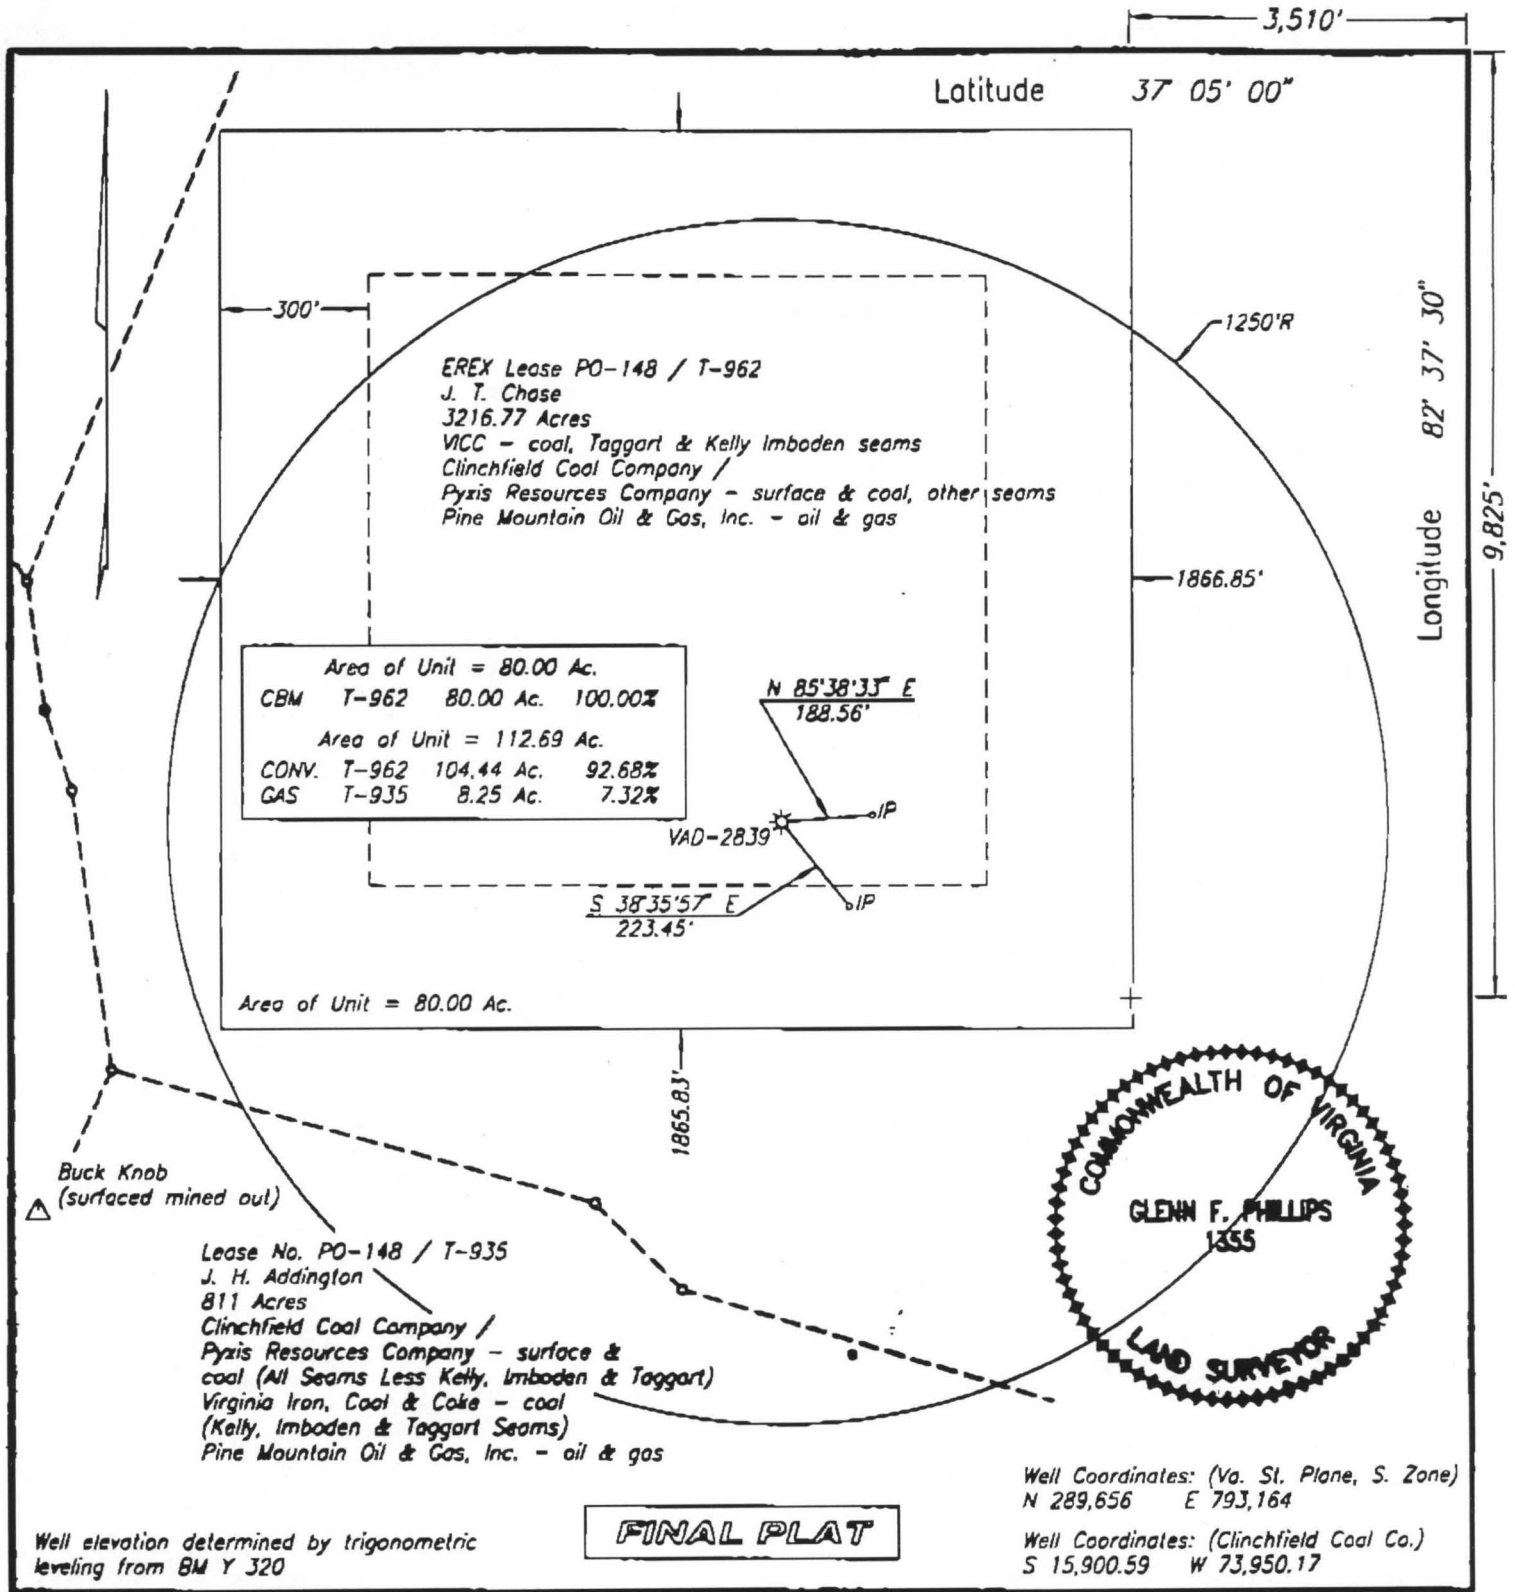 3,510'
Latitude 37° 05' 00"
300'
1250'R
EREX Lease PO-148 / T-962
J. T. Chase
3216.77 Acres
VICC - coal, Taggart & Kelly Imboden seams
Clinchfield Coal Company /
Pyxis Resources Company - surface & coal, other seams
Pine Mountain Oil & Gas, Inc. - oil & gas
Longitude 82° 37' 30"
9,825'
1866.85'
Area of Unit = 80.00 Ac.
CBM T-962 80.00 Ac. 100.00%
Area of Unit = 112.69 Ac.
CONV. T-962 104.44 Ac. 92.68%
GAS T-935 8.25 Ac. 7.32%
N 85°38'33" E
188.56'
IP
VAD-2839
S 38°35'57" E
223.45'
IP
Area of Unit = 80.00 Ac.
1865.83'
Buck Knob
(surfaced mined out)
COMMONWEALTH OF VIRGINIA
GLENN F. PHILLIPS
1355
LAND SURVEYOR
Lease No. PO-148 / T-935
J. H. Addington
811 Acres
Clinchfield Coal Company /
Pyxis Resources Company - surface &
coal (All Seams Less Kelly, Imboden & Taggart)
Virginia Iron, Coal & Coke - coal
(Kelly, Imboden & Taggart Seams)
Pine Mountain Oil & Gas, Inc. - oil & gas
Well Coordinates: (Va. St. Plane, S. Zone)
N 289,656 E 793,164
Well Coordinates: (Clinchfield Coal Co.)
S 15,900.59 W 73,950.17
FINAL PLAT
Well elevation determined by trigonometric
leveling from BM Y 320